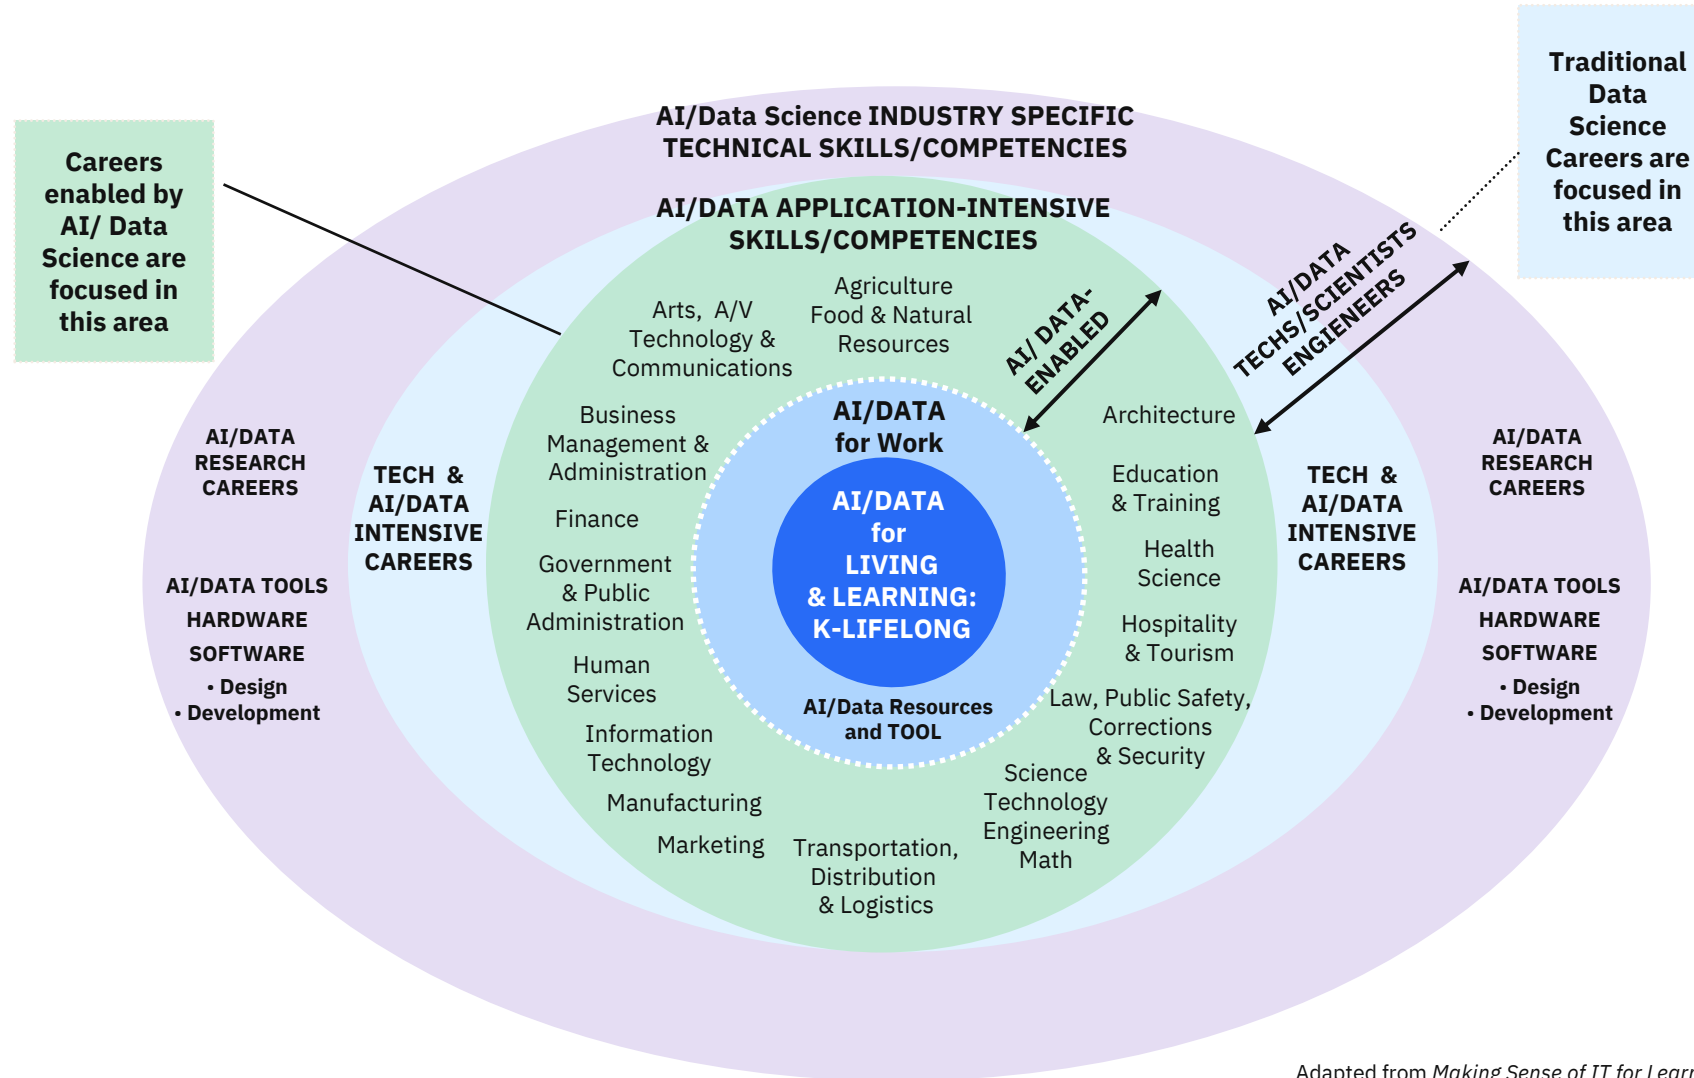 Traditional
Data
Science
Careers are
focused in
this area
Careers
enabled by
AI/ Data
Science are
focused in
this area
AI/Data Science INDUSTRY SPECIFIC
TECHNICAL SKILLS/COMPETENCIES
AI/DATA APPLICATION-INTENSIVE
SKILLS/COMPETENCIES
AI/DATA
TECHS/SCIENTISTS
ENGIENEERS
AI/ DATA-
ENABLED
Arts, A/V
Technology &
Communications
Agriculture
Food & Natural
Resources
Business
Management &
Administration
Finance
Government
& Public
Administration
Human
Services
Information
Technology
Manufacturing
Marketing
Transportation,
Distribution
& Logistics
Science
Technology
Engineering
Math
Law, Public Safety,
Corrections
& Security
Hospitality
& Tourism
Health
Science
Education
& Training
Architecture
AI/DATA
for Work
AI/DATA
for
LIVING
& LEARNING:
K-LIFELONG
AI/Data Resources
and TOOL
AI/DATA
RESEARCH
CAREERS
AI/DATA TOOLS
HARDWARE
SOFTWARE
• Design
• Development
TECH &
AI/DATA
INTENSIVE
CAREERS
TECH &
AI/DATA
INTENSIVE
CAREERS
AI/DATA
RESEARCH
CAREERS
AI/DATA TOOLS
HARDWARE
SOFTWARE
• Design
• Development
Adapted from Making Sense of IT for Lear